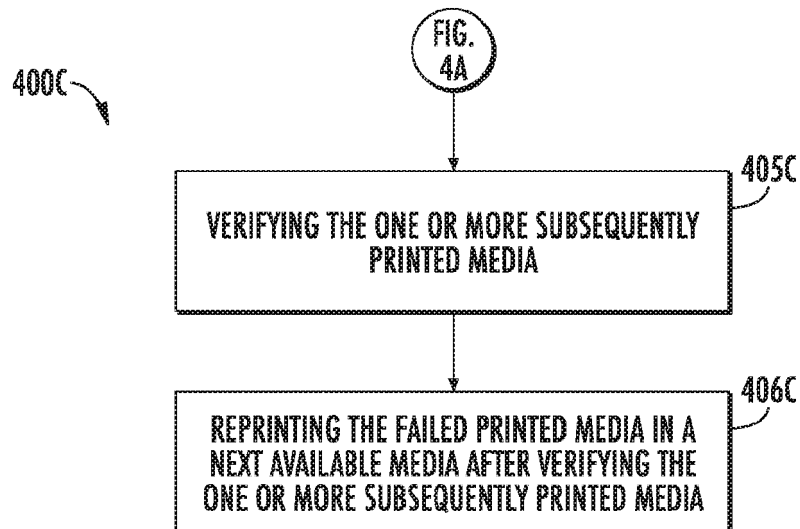 FIG.
4A
400C
405C
VERIFYING THE ONE OR MORE SUBSEQUENTLY
PRINTED MEDIA
406C
REPRINTING THE FAILED PRINTED MEDIA IN A
NEXT AVAILABLE MEDIA AFTER VERIFYING THE
ONE OR MORE SUBSEQUENTLY PRINTED MEDIA